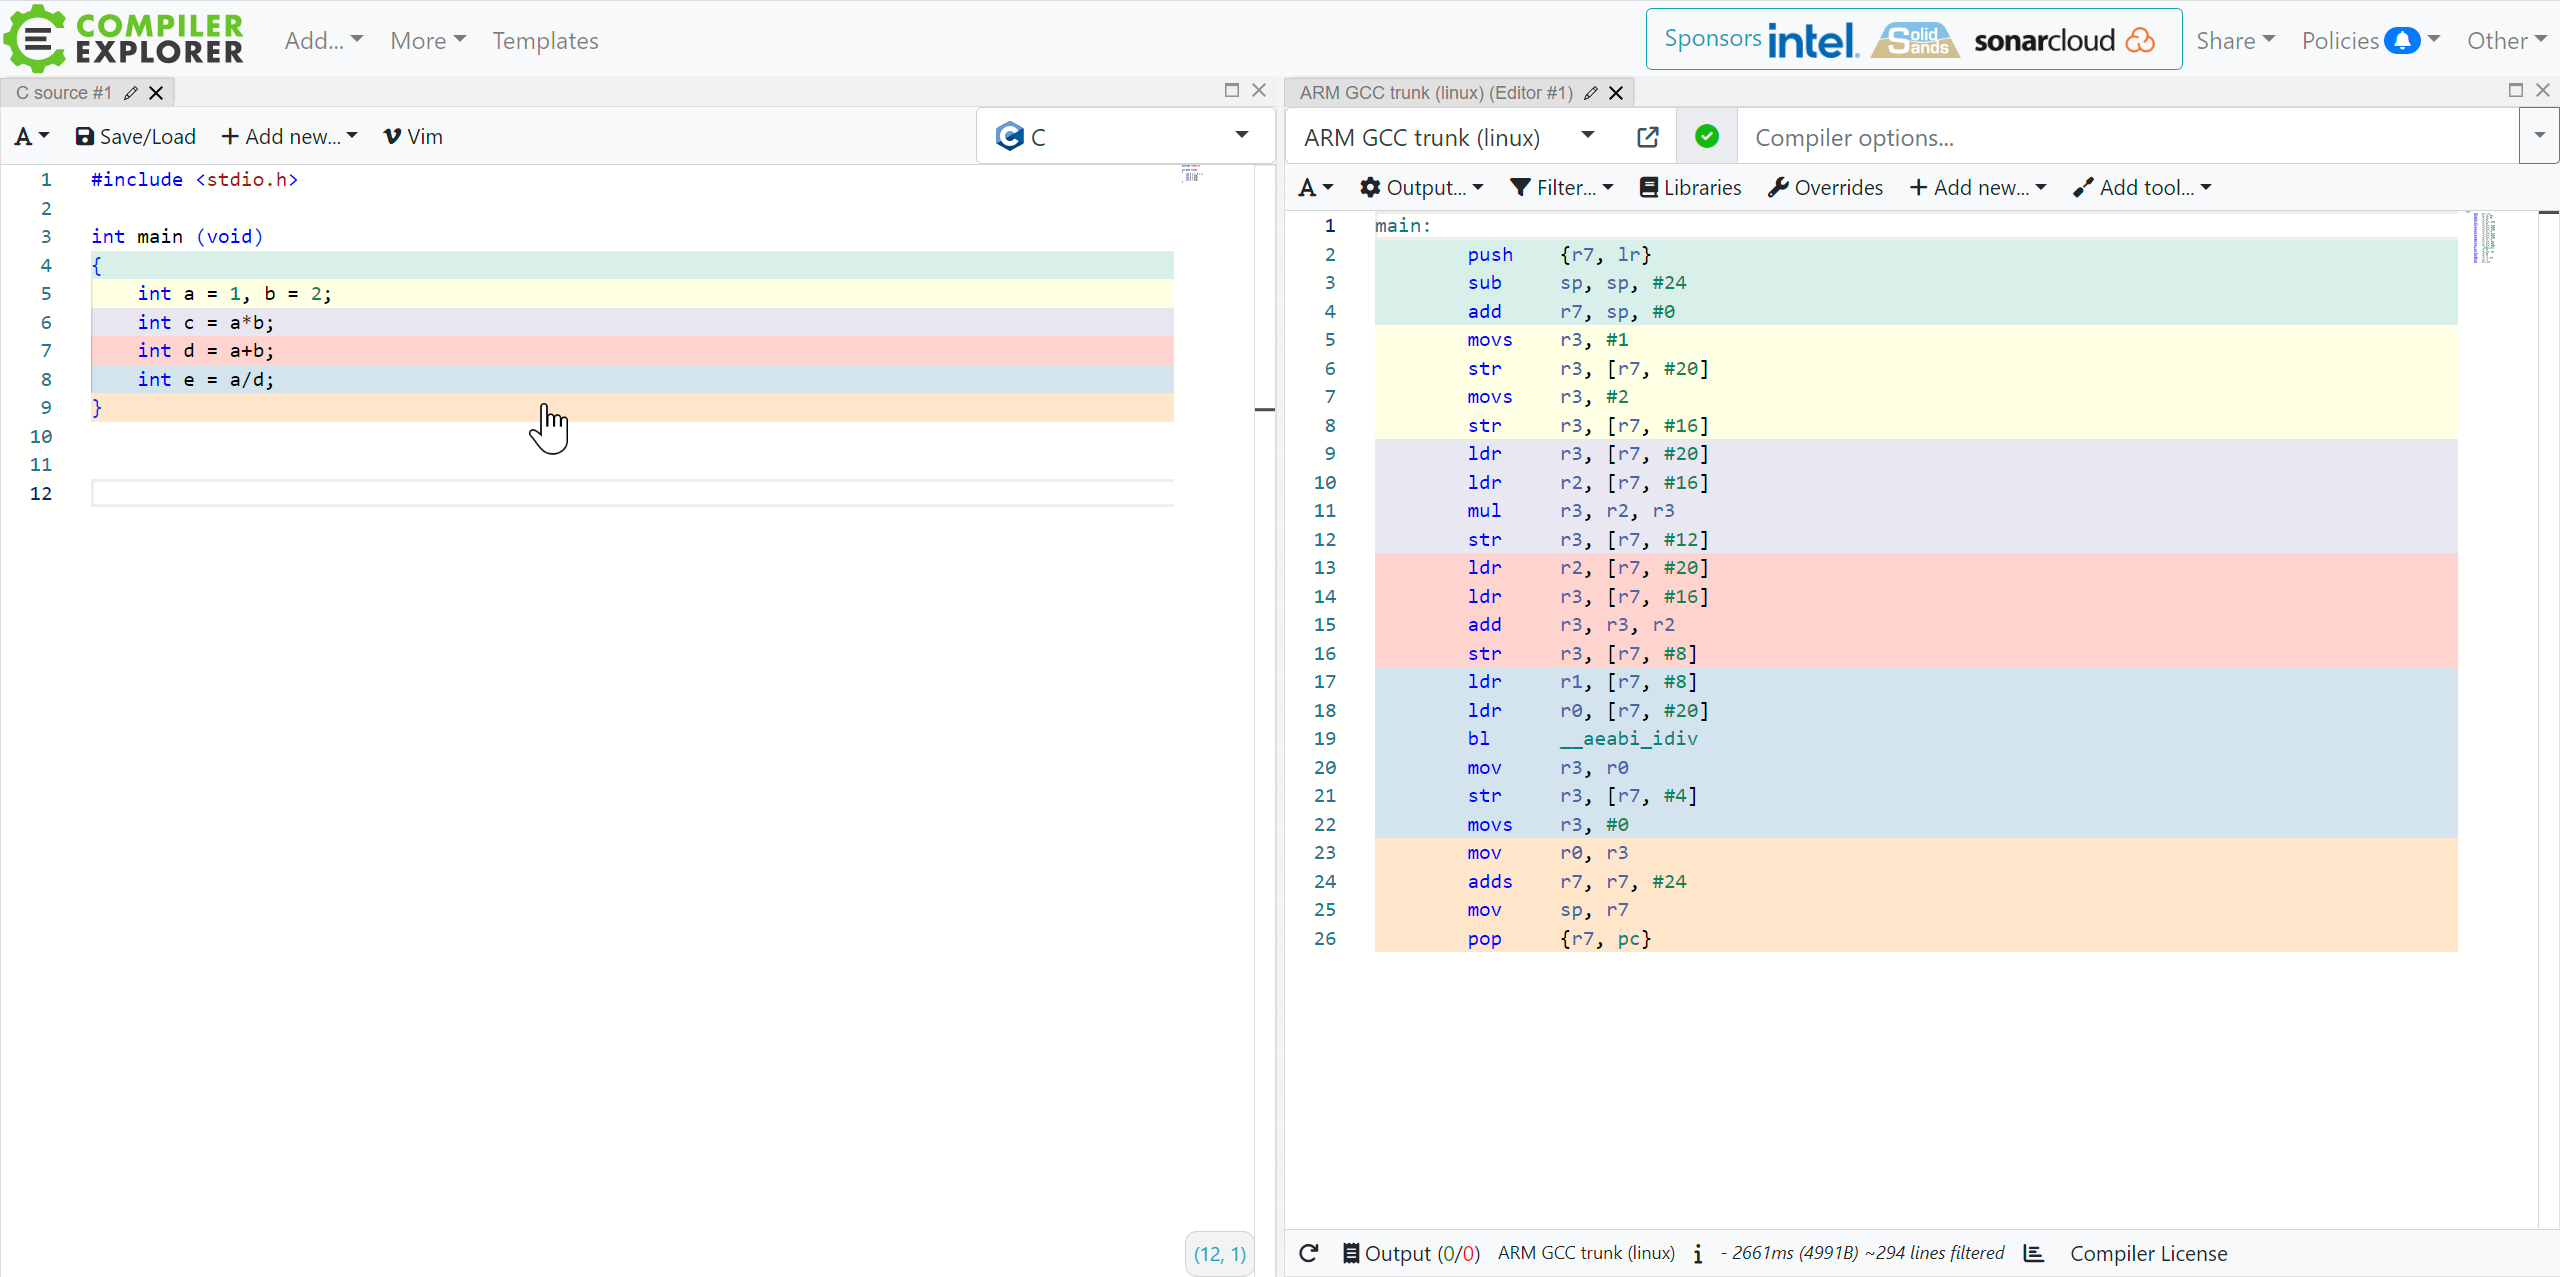 COMPILER
EXPLORER
Add...
More
Templates
Sponsors intel. Solid Sands sonarcloud
Share
Policies
Other
C source #1
A
Save/Load
+ Add new...
Vim
C
1 #include <stdio.h>
2
3 int main (void)
4 {
5     int a = 1, b = 2;
6     int c = a*b;
7     int d = a+b;
8     int e = a/d;
9 }
10
11
12
(12, 1)
ARM GCC trunk (linux) (Editor #1)
ARM GCC trunk (linux)
Compiler options...
A
Output...
Filter...
Libraries
Overrides
+ Add new...
Add tool...
1 main:
2         push    {r7, lr}
3         sub     sp, sp, #24
4         add     r7, sp, #0
5         movs    r3, #1
6         str     r3, [r7, #20]
7         movs    r3, #2
8         str     r3, [r7, #16]
9         ldr     r3, [r7, #20]
10         ldr     r2, [r7, #16]
11         mul     r3, r2, r3
12         str     r3, [r7, #12]
13         ldr     r2, [r7, #20]
14         ldr     r3, [r7, #16]
15         add     r3, r3, r2
16         str     r3, [r7, #8]
17         ldr     r1, [r7, #8]
18         ldr     r0, [r7, #20]
19         bl      __aeabi_idiv
20         mov     r3, r0
21         str     r3, [r7, #4]
22         movs    r3, #0
23         mov     r0, r3
24         adds    r7, r7, #24
25         mov     sp, r7
26         pop     {r7, pc}
Output (0/0) ARM GCC trunk (linux) i - 2661ms (4991B) ~294 lines filtered Compiler License